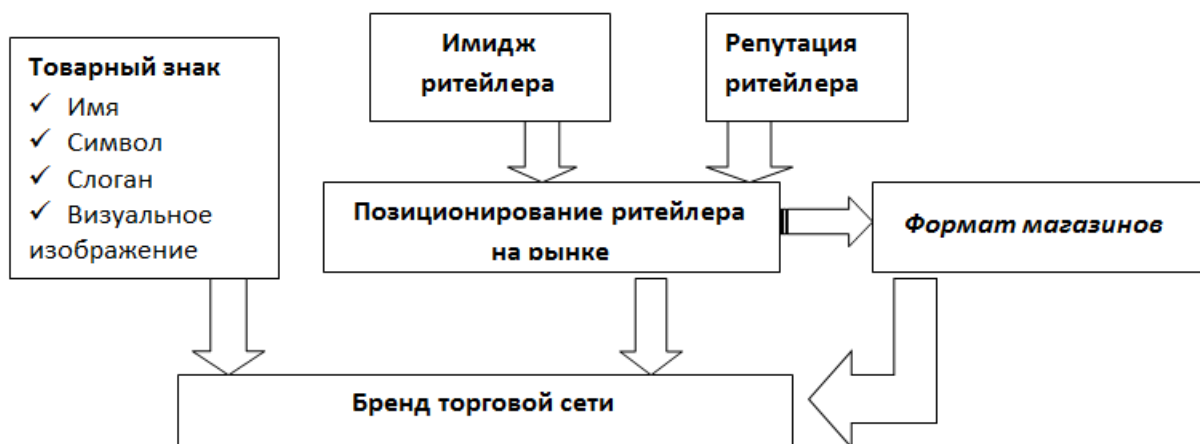 Товарный знак
✓ Имя
✓ Символ
✓ Слоган
✓ Визуальное
изображение
Имидж
ритейлера
Репутация
ритейлера
Позиционирование ритейлера
на рынке
Формат магазинов
Бренд торговой сети